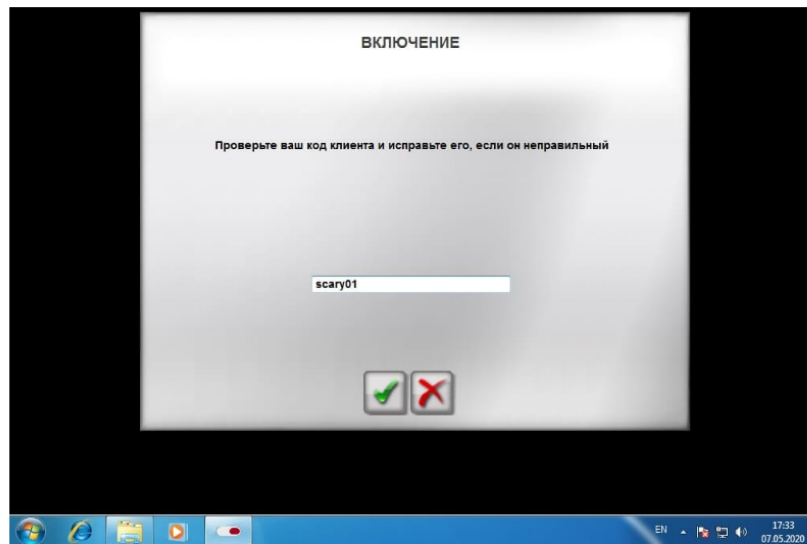 ВКЛЮЧЕНИЕ
Проверьте ваш код клиента и исправьте его, если он неправильный
scary01
EN
17:33
07.05.2020